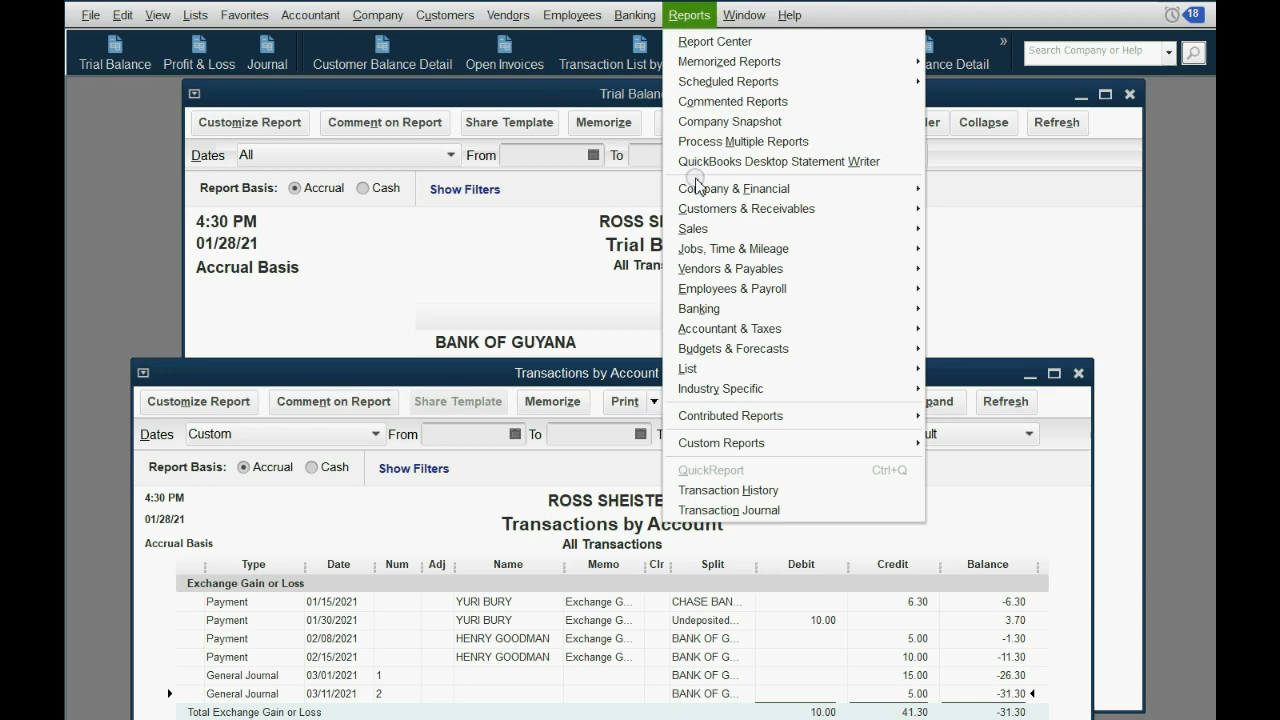 File Edit View Lists Favorites Accountant Company Customers Vendors Employees Banking Reports Window Help 18
Trial Balance Profit & Loss Journal Customer Balance Detail Open Invoices Transaction List by ance Detail » Search Company or Help
Report Center
Memorized Reports
Scheduled Reports
Commented Reports
Company Snapshot
Process Multiple Reports
QuickBooks Desktop Statement Writer
Company & Financial
Customers & Receivables
Sales
Jobs, Time & Mileage
Vendors & Payables
Employees & Payroll
Banking
Accountant & Taxes
Budgets & Forecasts
List
Industry Specific
Contributed Reports
Custom Reports
QuickReport Ctrl+Q
Transaction History
Transaction Journal
Trial Balan
Customize Report Comment on Report Share Template Memorize der Collapse Refresh
Dates All From To
Report Basis: Accrual Cash Show Filters
4:30 PM ROSS SH
01/28/21 Trial B
Accrual Basis All Tran
BANK OF GUYANA
Transactions by Account
Customize Report Comment on Report Share Template Memorize Print pand Refresh
Dates Custom From To T ult
Report Basis: Accrual Cash Show Filters
4:30 PM ROSS SHEISTE
01/28/21 Transactions by Account
Accrual Basis All Transactions
Type Date Num Adj Name Memo Clr Split Debit Credit Balance
Exchange Gain or Loss
Payment 01/15/2021 YURI BURY Exchange G... CHASE BAN... 6.30 -6.30
Payment 01/30/2021 YURI BURY Exchange G... Undeposited... 10.00 3.70
Payment 02/08/2021 HENRY GOODMAN Exchange G... BANK OF G... 5.00 -1.30
Payment 02/15/2021 HENRY GOODMAN Exchange G... BANK OF G... 10.00 -11.30
General Journal 03/01/2021 1 BANK OF G... 15.00 -26.30
General Journal 03/11/2021 2 BANK OF G... 5.00 -31.30
Total Exchange Gain or Loss 10.00 41.30 -31.30